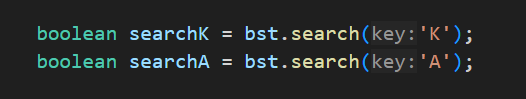 boolean searchK = bst.search(key:'K');
boolean searchA = bst.search(key:'A');